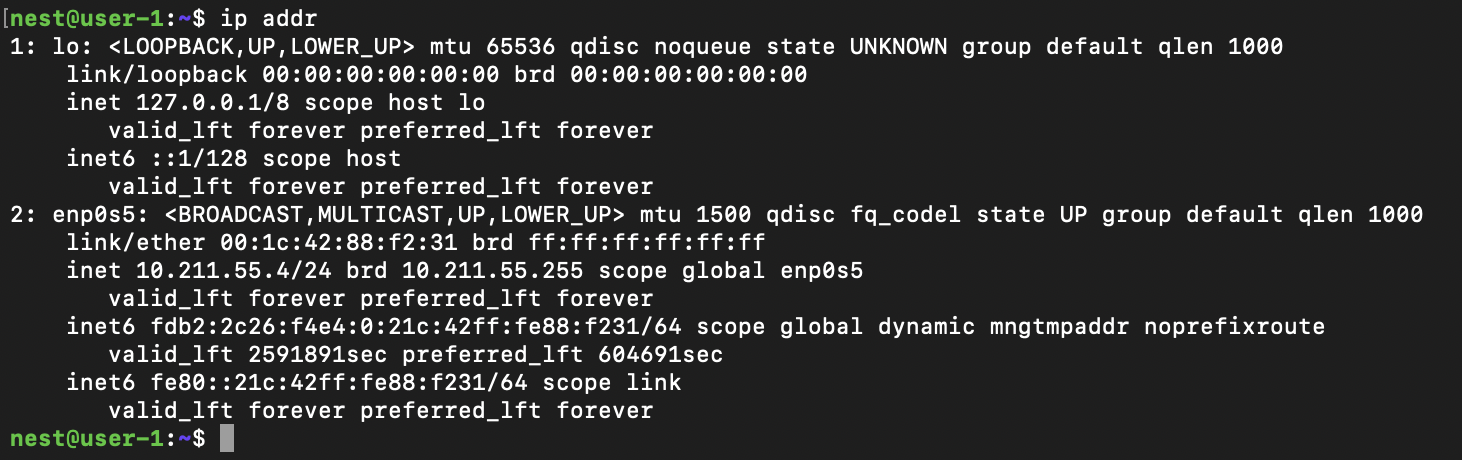 [nest@user-1:~$ ip addr
1: lo: <LOOPBACK,UP,LOWER_UP> mtu 65536 qdisc noqueue state UNKNOWN group default qlen 1000
    link/loopback 00:00:00:00:00:00 brd 00:00:00:00:00:00
    inet 127.0.0.1/8 scope host lo
       valid_lft forever preferred_lft forever
    inet6 ::1/128 scope host
       valid_lft forever preferred_lft forever
2: enp0s5: <BROADCAST,MULTICAST,UP,LOWER_UP> mtu 1500 qdisc fq_codel state UP group default qlen 1000
    link/ether 00:1c:42:88:f2:31 brd ff:ff:ff:ff:ff:ff
    inet 10.211.55.4/24 brd 10.211.55.255 scope global enp0s5
       valid_lft forever preferred_lft forever
    inet6 fdb2:2c26:f4e4:0:21c:42ff:fe88:f231/64 scope global dynamic mngtmpaddr noprefixroute
       valid_lft 2591891sec preferred_lft 604691sec
    inet6 fe80::21c:42ff:fe88:f231/64 scope link
       valid_lft forever preferred_lft forever
nest@user-1:~$